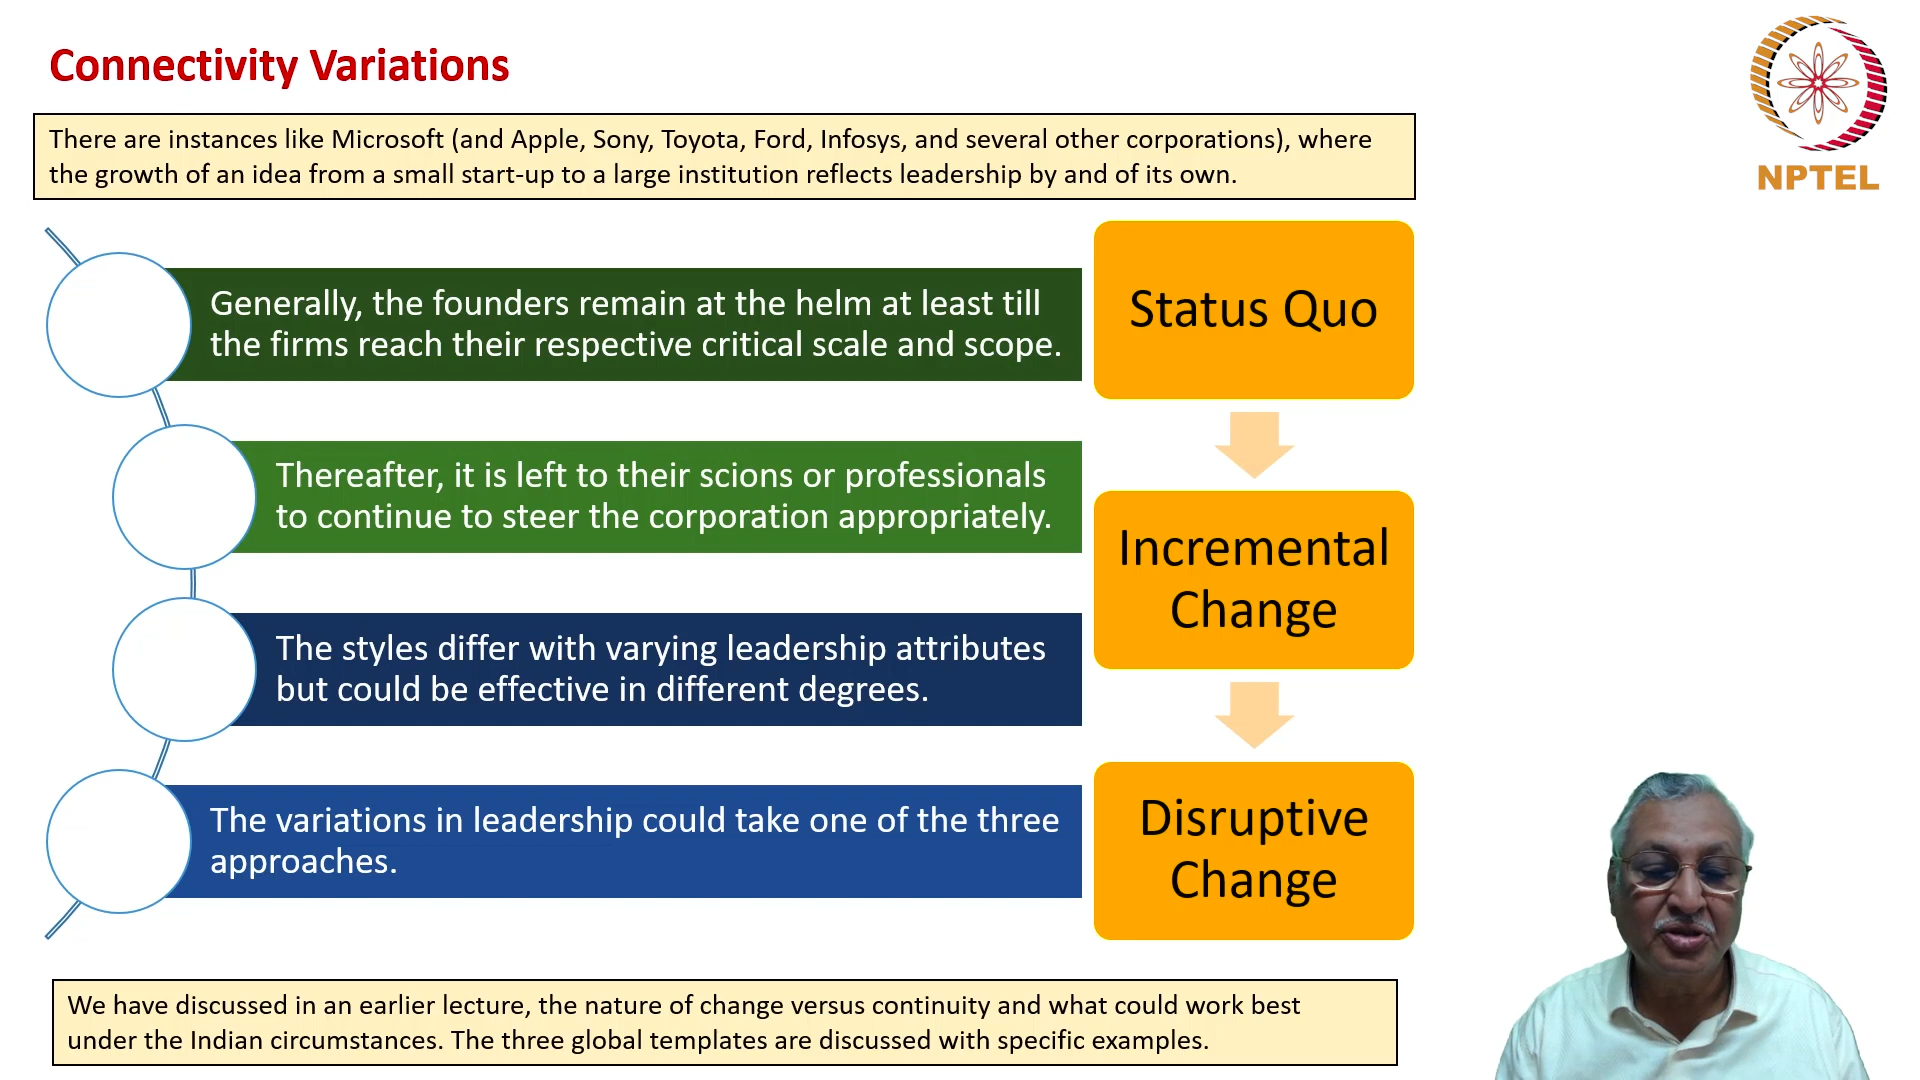 Connectivity Variations
There are instances like Microsoft (and Apple, Sony, Toyota, Ford, Infosys, and several other corporations), where
the growth of an idea from a small start-up to a large institution reflects leadership by and of its own.
NPTEL
Generally, the founders remain at the helm at least till
the firms reach their respective critical scale and scope.
Thereafter, it is left to their scions or professionals
to continue to steer the corporation appropriately.
The styles differ with varying leadership attributes
but could be effective in different degrees.
The variations in leadership could take one of the three
approaches.
Status Quo
Incremental
Change
Disruptive
Change
We have discussed in an earlier lecture, the nature of change versus continuity and what could work best
under the Indian circumstances. The three global templates are discussed with specific examples.